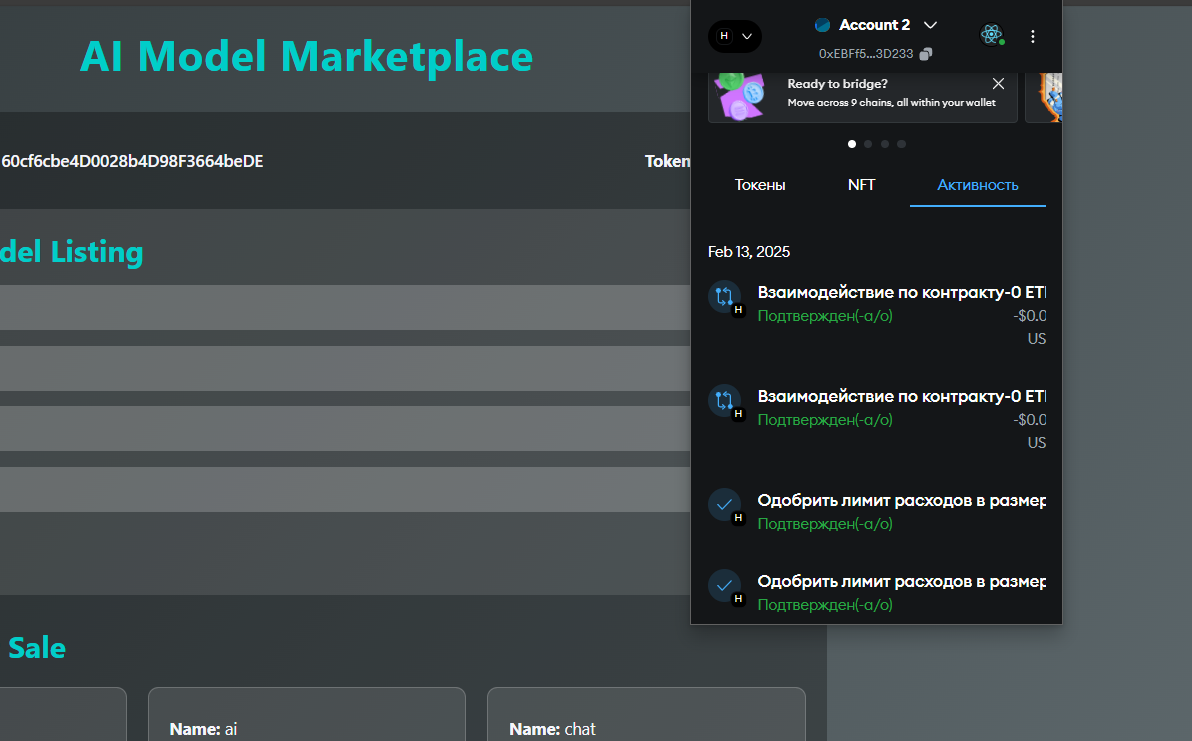 AI Model Marketplace
60cf6cbe4D0028b4D98F3664beDE
Token
del Listing
Sale
Name: ai
Name: chat
H
Account 2
0xEBFf5...3D233
Ready to bridge?
Move across 9 chains, all within your wallet
Токены NFT Активность
Feb 13, 2025
Взаимодействие по контракту-0 ET
Подтвержден(-а/о) -$0.0
US
H
Взаимодействие по контракту-0 ET
Подтвержден(-а/о) -$0.0
US
H
Одобрить лимит расходов в размер
Подтвержден(-а/о)
H
Одобрить лимит расходов в размер
Подтвержден(-а/о)
H